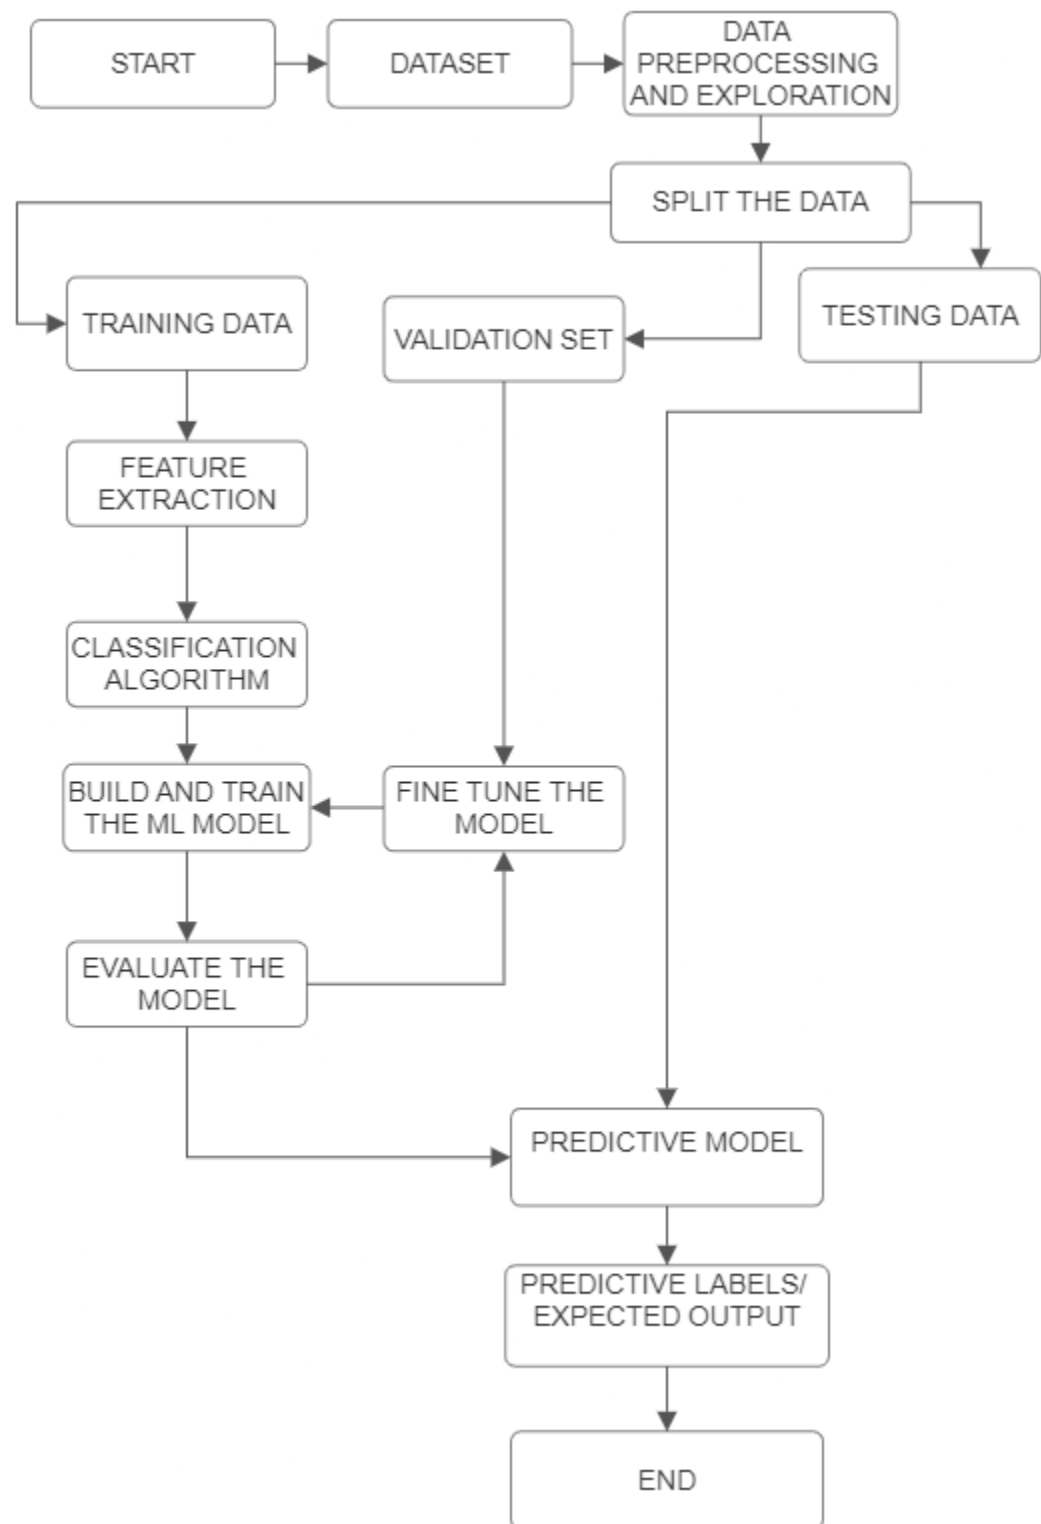 START
DATASET
DATA
PREPROCESSING
AND EXPLORATION
SPLIT THE DATA
TRAINING DATA
VALIDATION SET
TESTING DATA
FEATURE
EXTRACTION
CLASSIFICATION
ALGORITHM
BUILD AND TRAIN
THE ML MODEL
FINE TUNE THE
MODEL
EVALUATE THE
MODEL
PREDICTIVE MODEL
PREDICTIVE LABELS/
EXPECTED OUTPUT
END